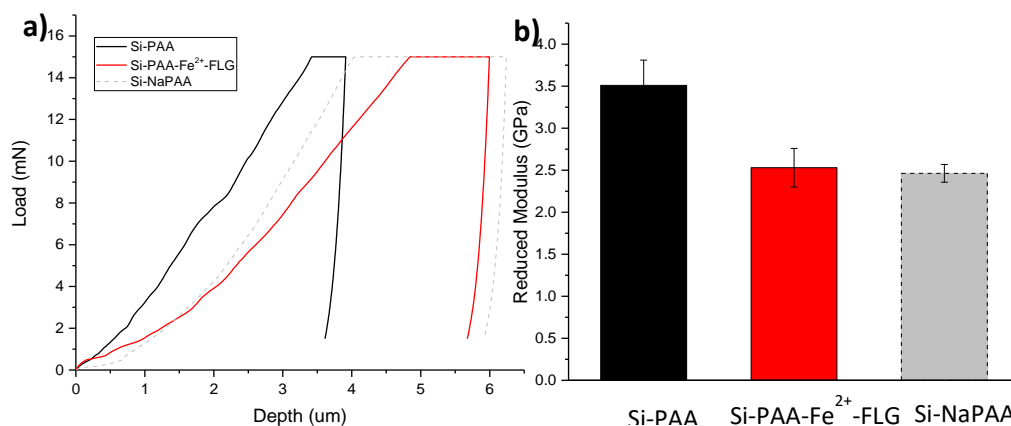 a)
Si-PAA
Si-PAA-Fe²⁺-FLG
Si-NaPAA
Load (mN)
18
16
14
12
10
8
6
4
2
0
0 1 2 3 4 5 6
Depth (um)
b)
Reduced Modulus (GPa)
4.0
3.5
3.0
2.5
2.0
1.5
1.0
0.5
0.0
Si-PAA Si-PAA-Fe²⁺-FLG Si-NaPAA